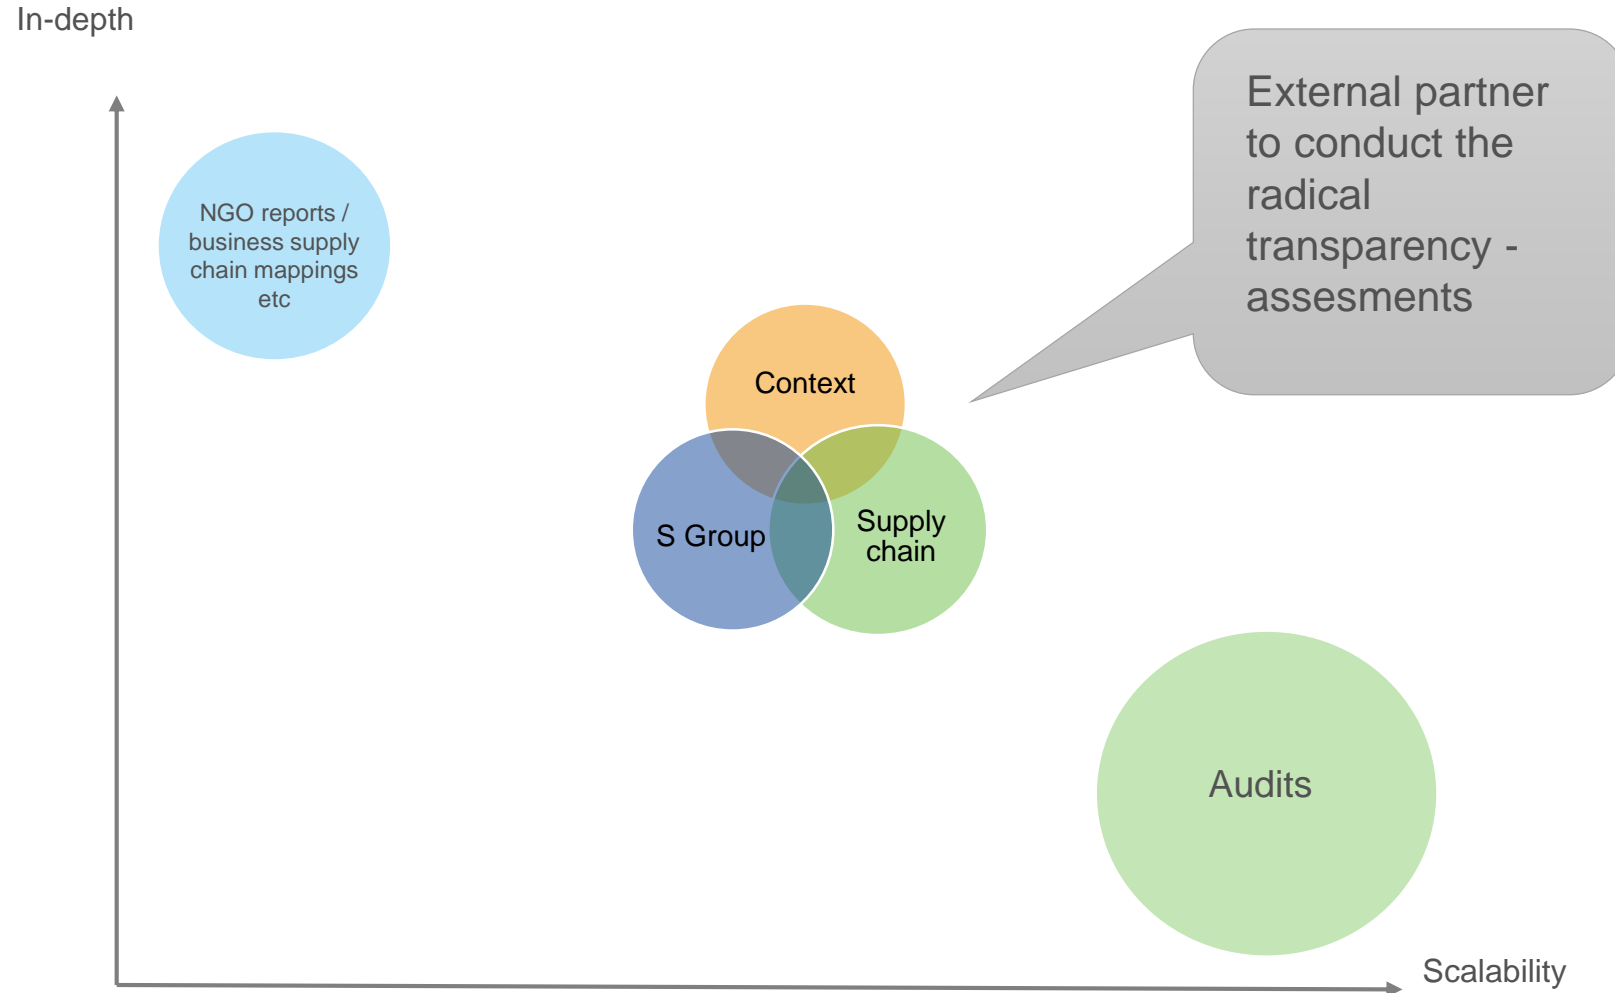 In-depth
External partner
to conduct the
radical
transparency -
assesments
NGO reports /
business supply
chain mappings
etc
Context
S Group
Supply
chain
Audits
Scalability